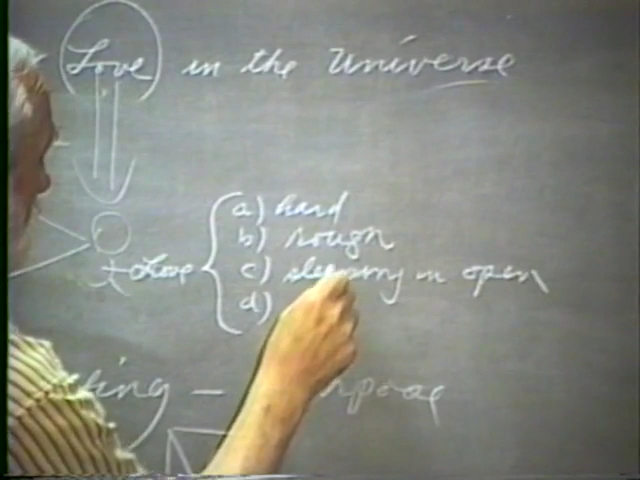 Love in the Universe
a) hard
b) rough
Love { c) sleeping in open
d)